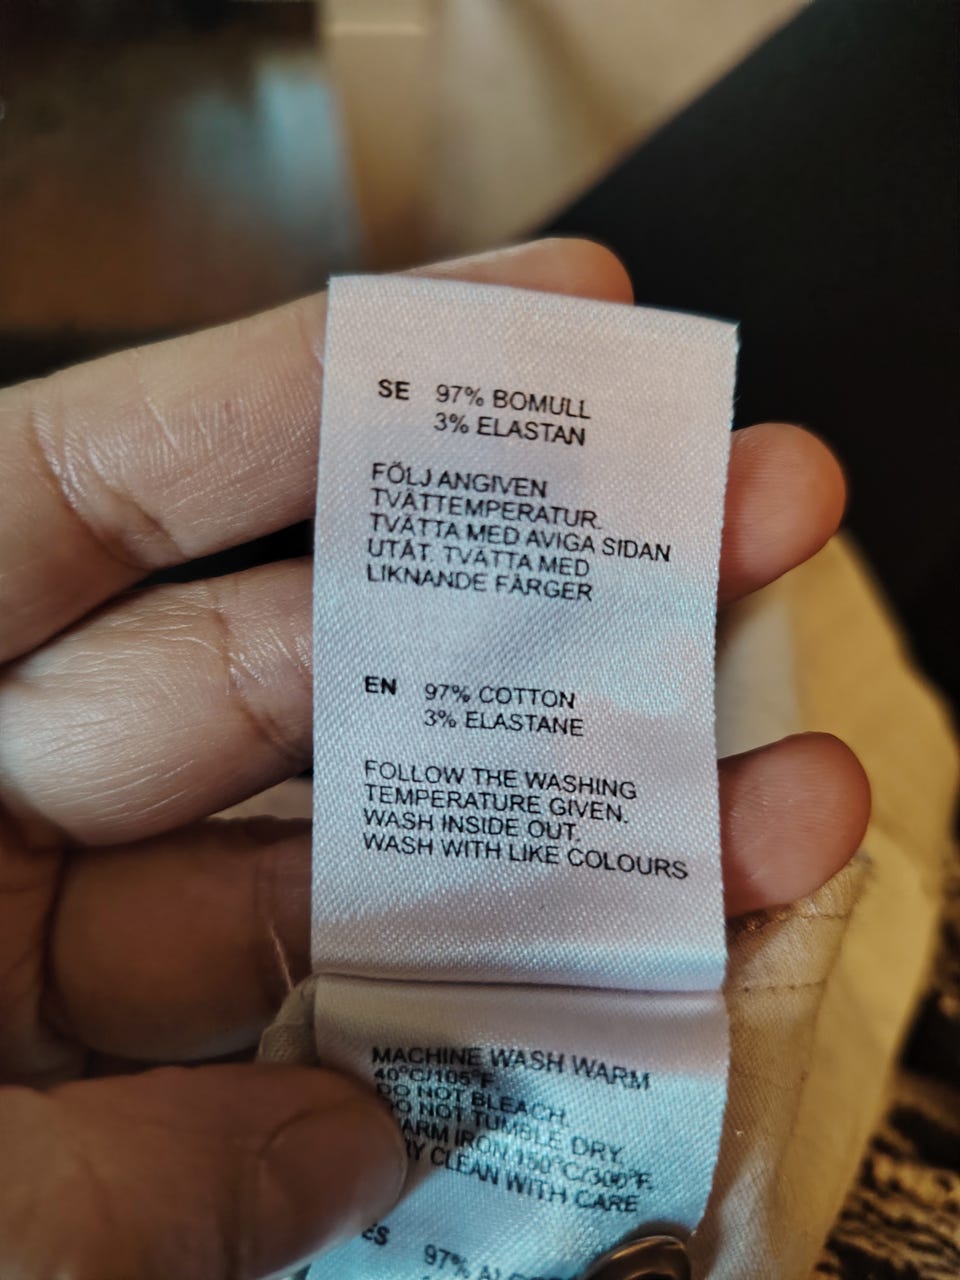 SE 97% BOMULL
3% ELASTAN
FÖLJ ANGIVEN
TVÄTTEMPERATUR.
TVÄTTA MED AVIGA SIDAN
UTÅT. TVÄTTA MED
LIKNANDE FÄRGER
EN 97% COTTON
3% ELASTANE
FOLLOW THE WASHING
TEMPERATURE GIVEN.
WASH INSIDE OUT.
WASH WITH LIKE COLOURS
MACHINE WASH WARM
40°C/105°F
DO NOT BLEACH.
DO NOT TUMBLE DRY.
WARM IRON 150°C/300°F.
DRY CLEAN WITH CARE
ES 97%